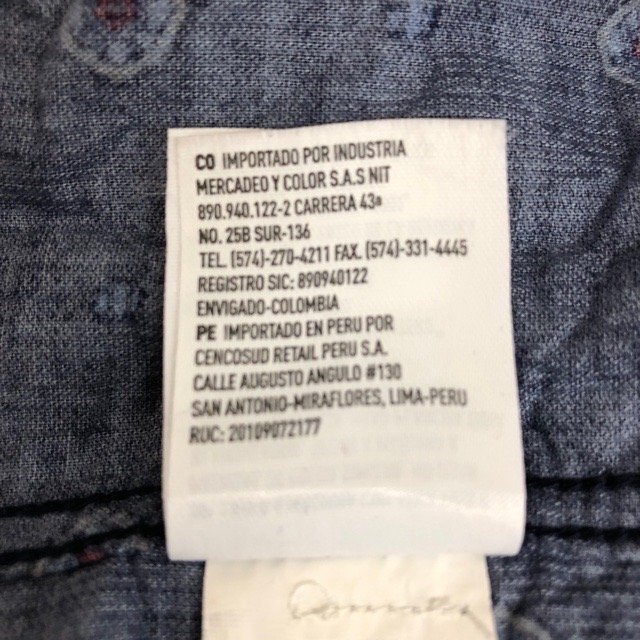 CO IMPORTADO POR INDUSTRIA
MERCADEO Y COLOR S.A.S NIT
890.940.122-2 CARRERA 43ª
NO. 25B SUR-136
TEL. (574)-270-4211 FAX. (574)-331-4445
REGISTRO SIC: 890940122
ENVIGADO-COLOMBIA
PE IMPORTADO EN PERU POR
CENCOSUD RETAIL PERU S.A.
CALLE AUGUSTO ANGULO #130
SAN ANTONIO-MIRAFLORES, LIMA-PERU
RUC: 20109072177